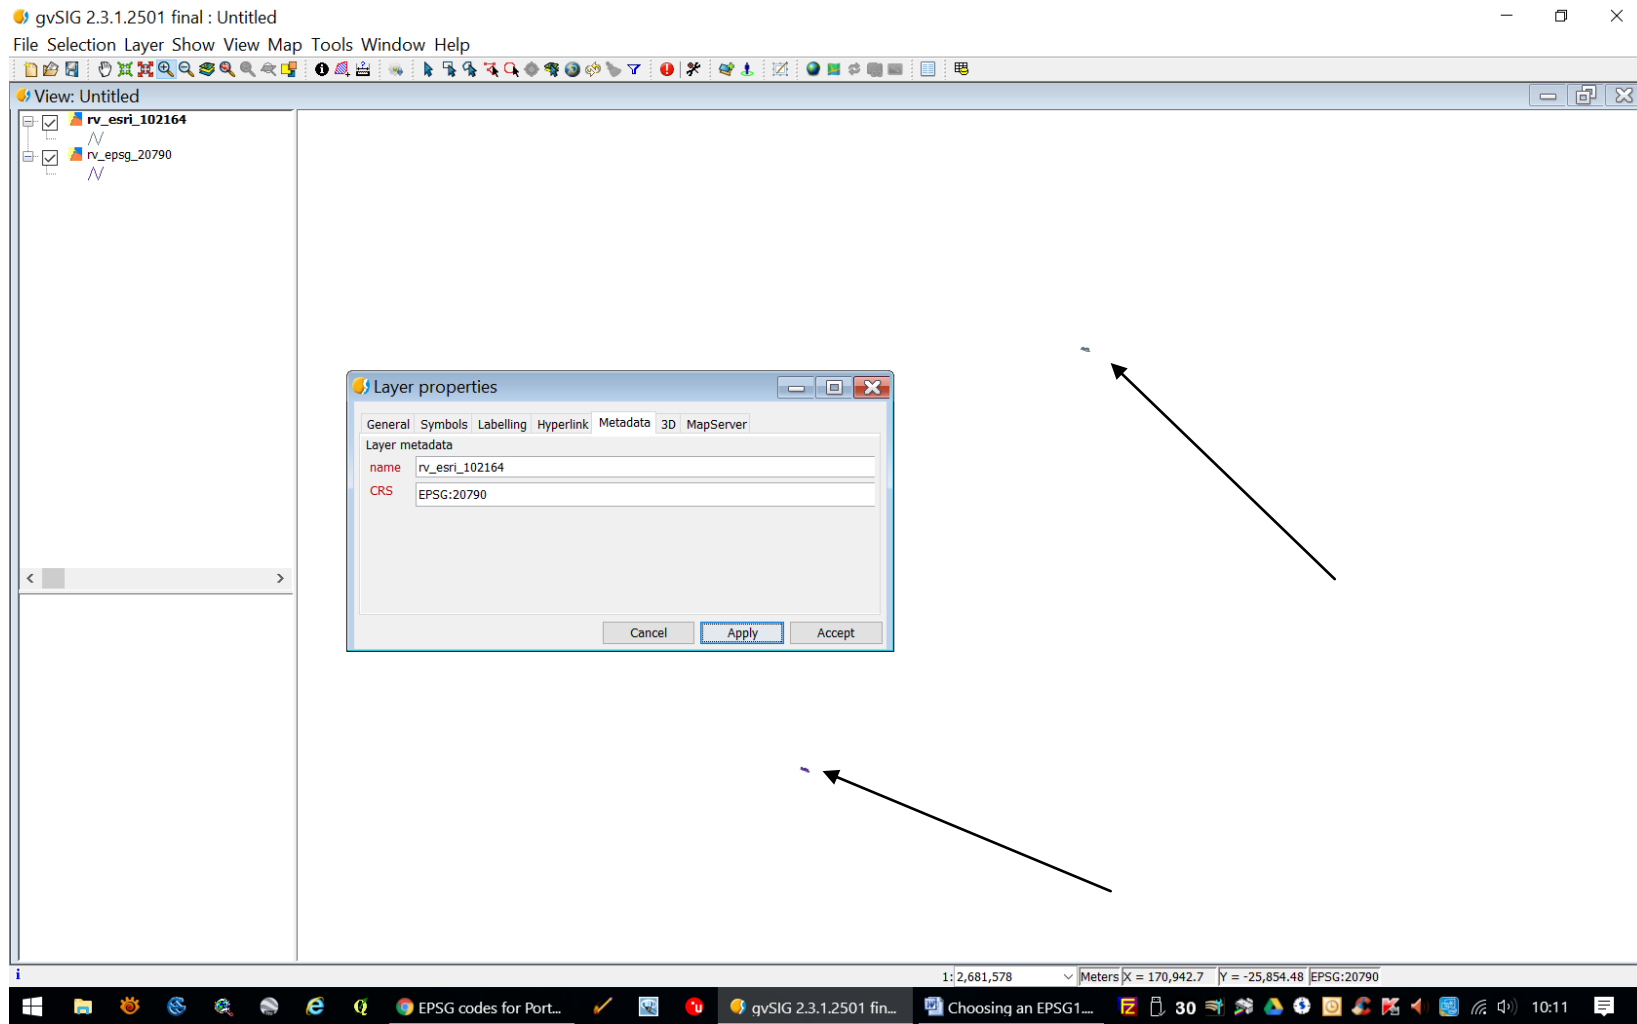 gvSIG 2.3.1.2501 final : Untitled
File Selection Layer Show View Map Tools Window Help
View: Untitled
rv_esri_102164
rv_epsg_20790
Layer properties
General Symbols Labelling Hyperlink Metadata 3D MapServer
Layer metadata
name rv_esri_102164
CRS EPSG:20790
Cancel Apply Accept
1: 2,681,578 Meters X = 170,942.7 Y = -25,854.48 EPSG:20790
EPSG codes for Port... gvSIG 2.3.1.2501 fin... Choosing an EPSG1.... 30 10:11